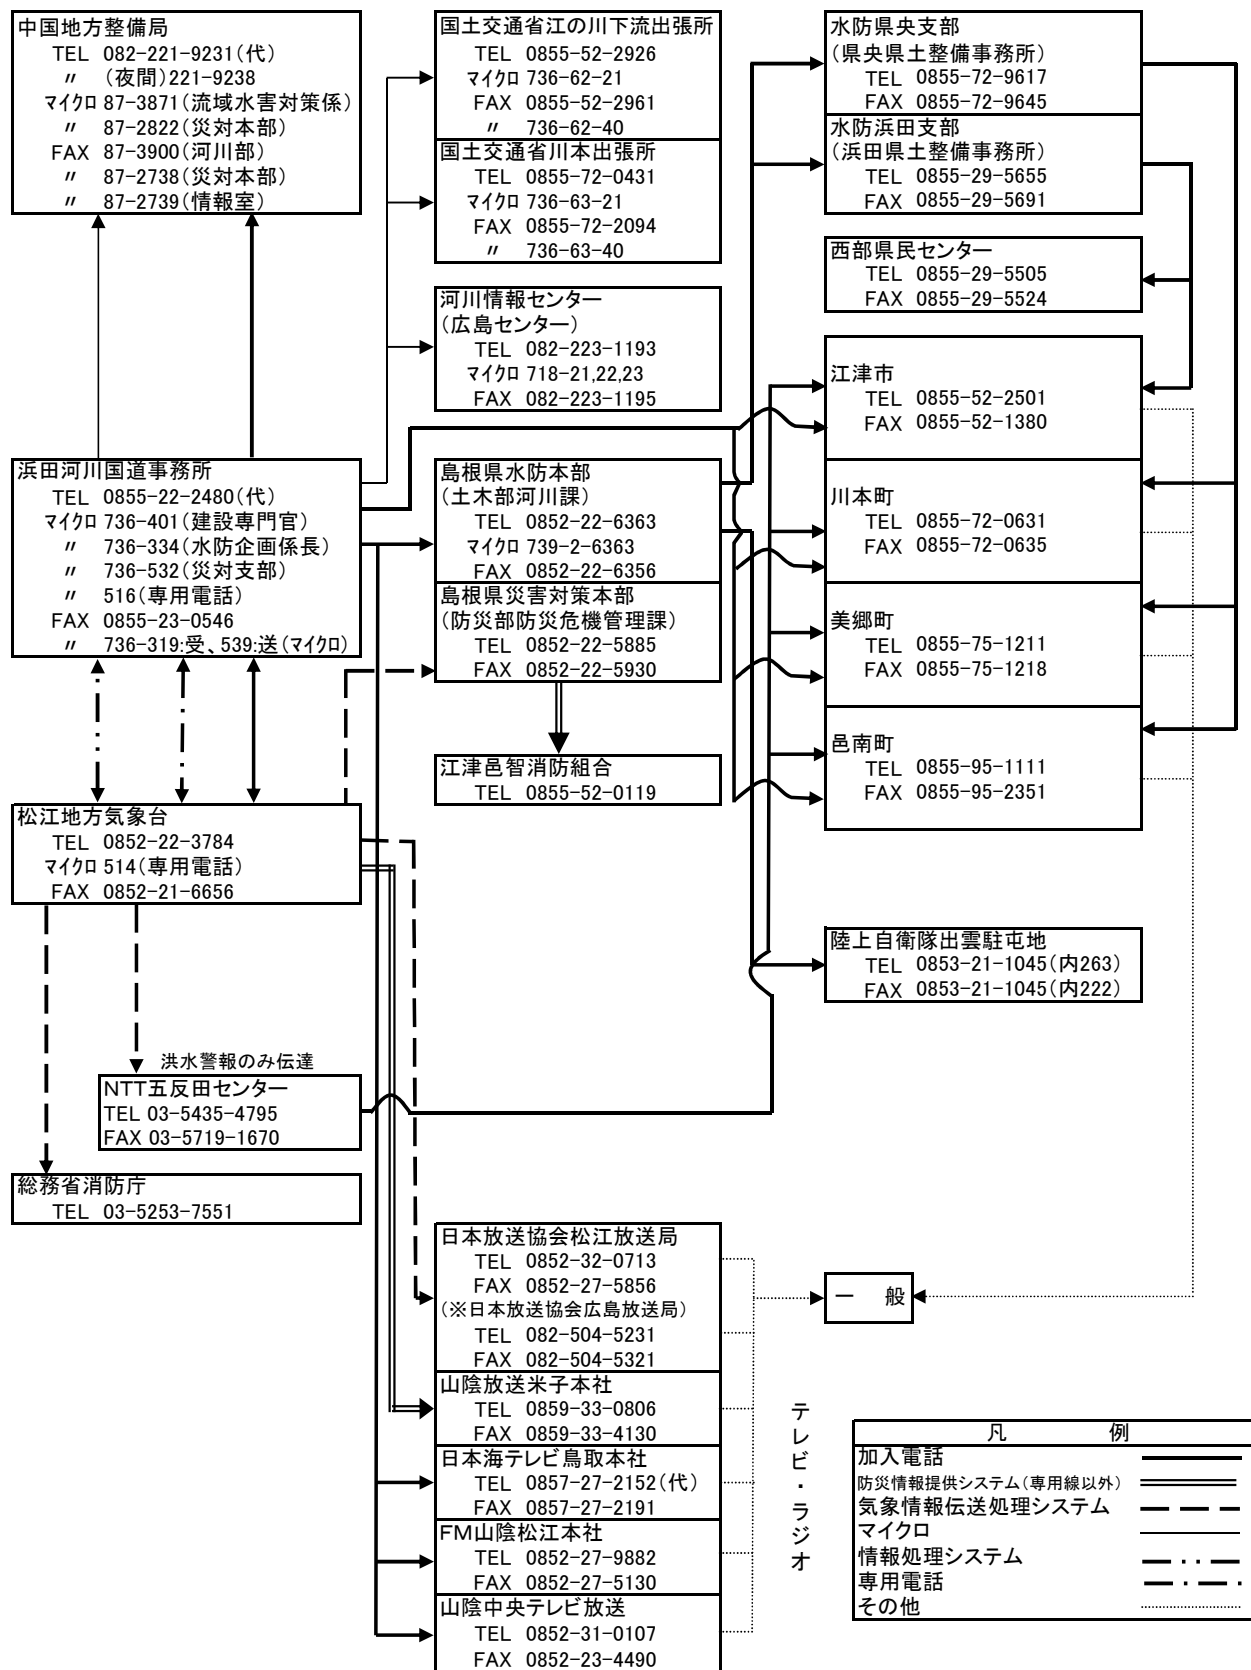 中国地方整備局
TEL 082-221-9231(代)
〃 (夜間)221-9238
マイクロ 87-3871(流域水害対策係)
〃 87-2822(災対本部)
FAX 87-3900(河川部)
〃 87-2738(災対本部)
〃 87-2739(情報室)
浜田河川国道事務所
TEL 0855-22-2480(代)
マイクロ 736-401(建設専門官)
〃 736-334(水防企画係長)
〃 736-532(災対支部)
〃 516(専用電話)
FAX 0855-23-0546
〃 736-319:受、539:送(マイクロ)
松江地方気象台
TEL 0852-22-3784
マイクロ 514(専用電話)
FAX 0852-21-6656
洪水警報のみ伝達
NTT五反田センター
TEL 03-5435-4795
FAX 03-5719-1670
総務省消防庁
TEL 03-5253-7551
国土交通省江の川下流出張所
TEL 0855-52-2926
マイクロ 736-62-21
FAX 0855-52-2961
〃 736-62-40
国土交通省川本出張所
TEL 0855-72-0431
マイクロ 736-63-21
FAX 0855-72-2094
〃 736-63-40
河川情報センター
(広島センター)
TEL 082-223-1193
マイクロ 718-21,22,23
FAX 082-223-1195
島根県水防本部
(土木部河川課)
TEL 0852-22-6363
マイクロ 739-2-6363
FAX 0852-22-6356
島根県災害対策本部
(防災部防災危機管理課)
TEL 0852-22-5885
FAX 0852-22-5930
江津邑智消防組合
TEL 0855-52-0119
日本放送協会松江放送局
TEL 0852-32-0713
FAX 0852-27-5856
(※日本放送協会広島放送局)
TEL 082-504-5231
FAX 082-504-5321
山陰放送米子本社
TEL 0859-33-0806
FAX 0859-33-4130
日本海テレビ鳥取本社
TEL 0857-27-2152(代)
FAX 0857-27-2191
FM山陰松江本社
TEL 0852-27-9882
FAX 0852-27-5130
山陰中央テレビ放送
TEL 0852-31-0107
FAX 0852-23-4490
水防県央支部
(県央県土整備事務所)
TEL 0855-72-9617
FAX 0855-72-9645
水防浜田支部
(浜田県土整備事務所)
TEL 0855-29-5655
FAX 0855-29-5691
西部県民センター
TEL 0855-29-5505
FAX 0855-29-5524
江津市
TEL 0855-52-2501
FAX 0855-52-1380
川本町
TEL 0855-72-0631
FAX 0855-72-0635
美郷町
TEL 0855-75-1211
FAX 0855-75-1218
邑南町
TEL 0855-95-1111
FAX 0855-95-2351
陸上自衛隊出雲駐屯地
TEL 0853-21-1045(内263)
FAX 0853-21-1045(内222)
一 般
テレビ・ラジオ
凡 例
加入電話
防災情報提供システム(専用線以外)
気象情報伝送処理システム
マイクロ
情報処理システム
専用電話
その他